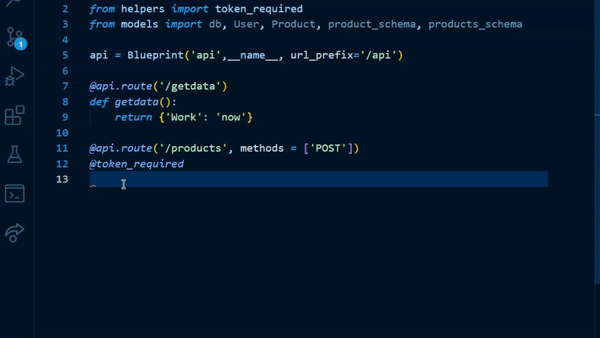 1
2 from helpers import token_required
3 from models import db, User, Product, product_schema, products_schema
4
5 api = Blueprint('api',__name__, url_prefix='/api')
6
7 @api.route('/getdata')
8 def getdata():
9     return {'Work': 'now'}
10
11 @api.route('/products', methods = ['POST'])
12 @token_required
13